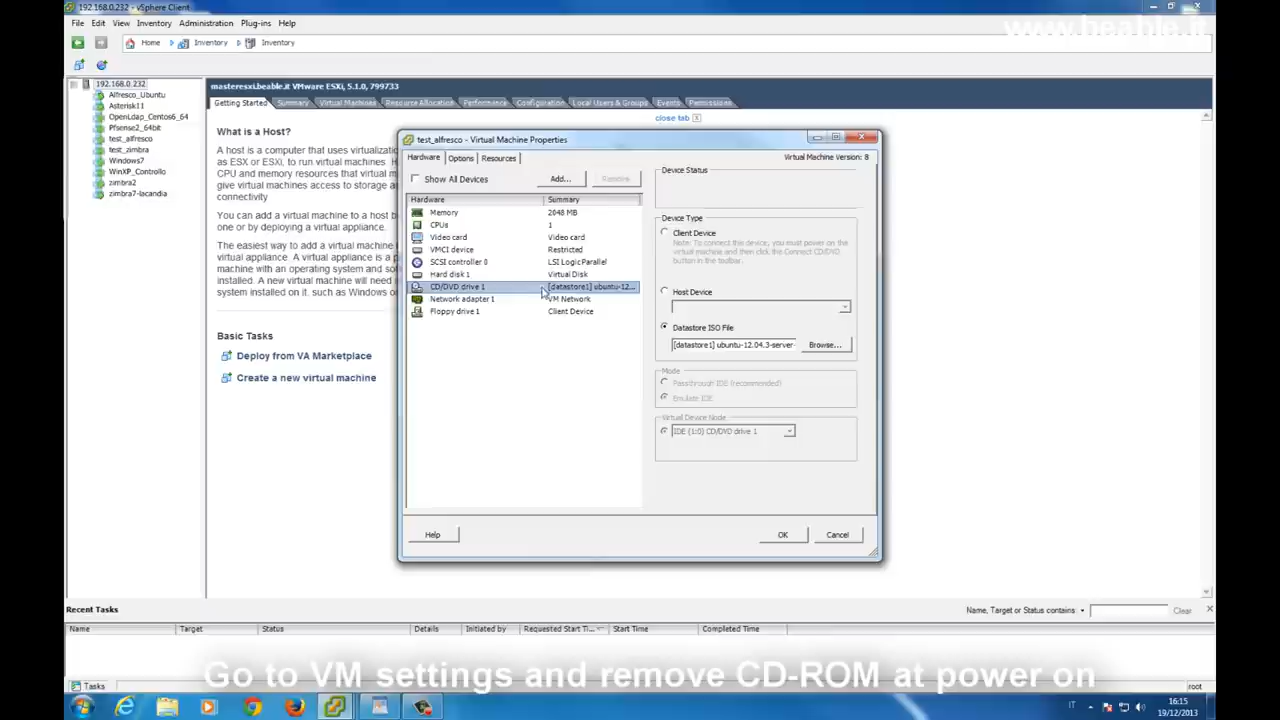 192.168.0.232 - vSphere Client
www.beable.it
File Edit View Inventory Administration Plug-ins Help
Home Inventory Inventory
192.168.0.232
Alfresco_Ubuntu
Asterisk11
OpenLdap_Centos6_64
Pfsense2_64bit
test_alfresco
test_zimbra
Windows7
WinXP_Controllo
zimbra2
zimbra7-lacandia
masteresxi.beable.it VMware ESXi, 5.1.0, 799733
Getting Started Summary Virtual Machines Resource Allocation Performance Configuration Local Users & Groups Events Permissions
close tab
What is a Host?
A host is a computer that uses virtualizatio
as ESX or ESXi, to run virtual machines. H
CPU and memory resources that virtual
give virtual machines access to storage a
connectivity
You can add a virtual machine to a host b
one or by deploying a virtual appliance.
The easiest way to add a virtual machine
virtual appliance. A virtual appliance is a p
machine with an operating system and sof
installed. A new virtual machine will need
system installed on it, such as Windows o
Basic Tasks
Deploy from VA Marketplace
Create a new virtual machine
test_alfresco - Virtual Machine Properties
Hardware Options Resources
Virtual Machine Version: 8
Show All Devices
Add...
Remove
Hardware Summary
Memory 2048 MB
CPUs 1
Video card Video card
VMCI device Restricted
SCSI controller 0 LSI Logic Parallel
Hard disk 1 Virtual Disk
CD/DVD drive 1 [datastore1] ubuntu-12...
Network adapter 1 VM Network
Floppy drive 1 Client Device
Device Status
Device Type
Client Device
Note: To connect this device, you must power on the
virtual machine and then click the Connect CD/DVD
button in the toolbar.
Host Device
Datastore ISO File
[datastore1] ubuntu-12.04.3-server-
Browse...
Mode
Passthrough IDE (recommended)
Emulate IDE
Virtual Device Node
IDE (1:0) CD/DVD drive 1
Help
OK
Cancel
Recent Tasks
Name, Target or Status contains
Clear
Name Target Status Details Initiated by Requested Start Ti... Start Time Completed Time
Go to VM settings and remove CD ROM at power on
Tasks
root
IT
16:15
19/12/2013